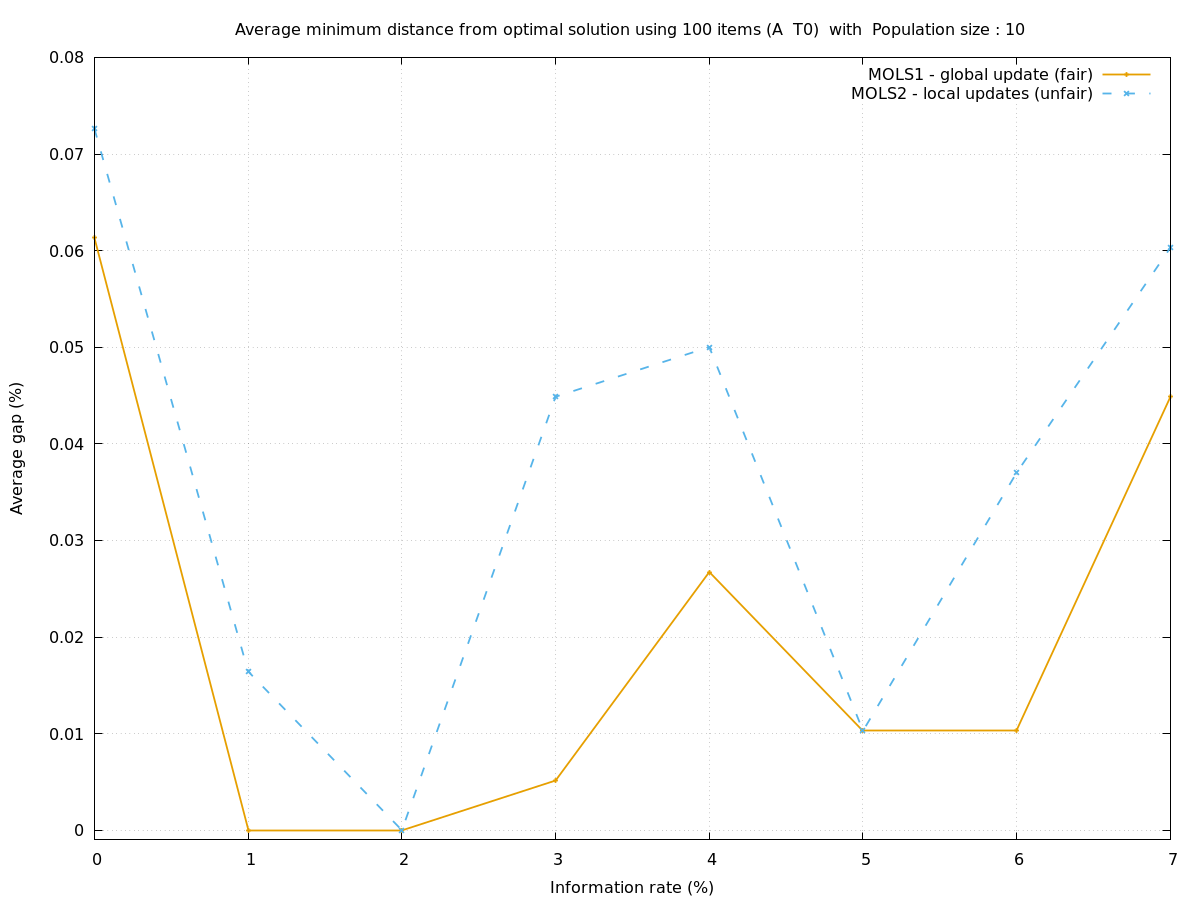 Average minimum distance from optimal solution using 100 items (A  T0)  with  Population size : 10
MOLS1 - global update (fair)
MOLS2 - local updates (unfair)
0.08
0.07
0.06
0.05
0.04
0.03
0.02
0.01
0
Average gap (%)
0 1 2 3 4 5 6 7
Information rate (%)